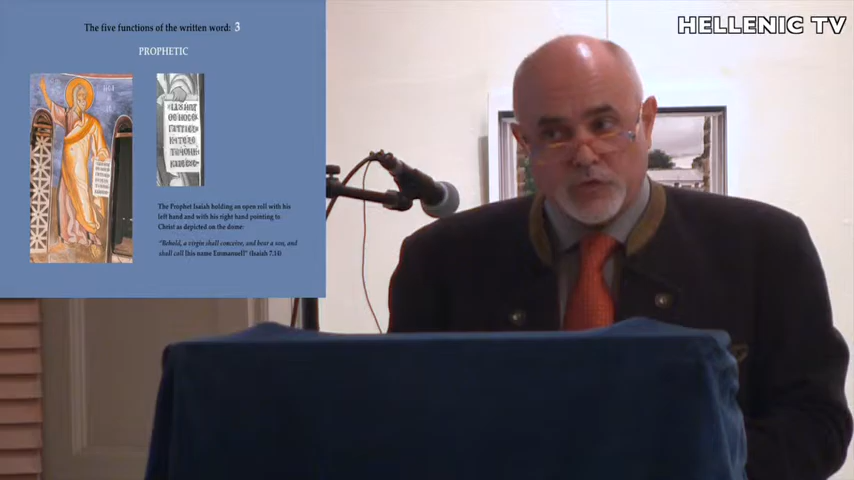 The five functions of the written word: 3
PROPHETIC
HELLENIC TV
The Prophet Isaiah holding an open roll with his
left hand and with his right hand pointing to
Christ as depicted on the dome:
"Behold, a virgin shall conceive, and bear a son, and
shall call [his name Emmanuel]" (Isaiah 7.14)